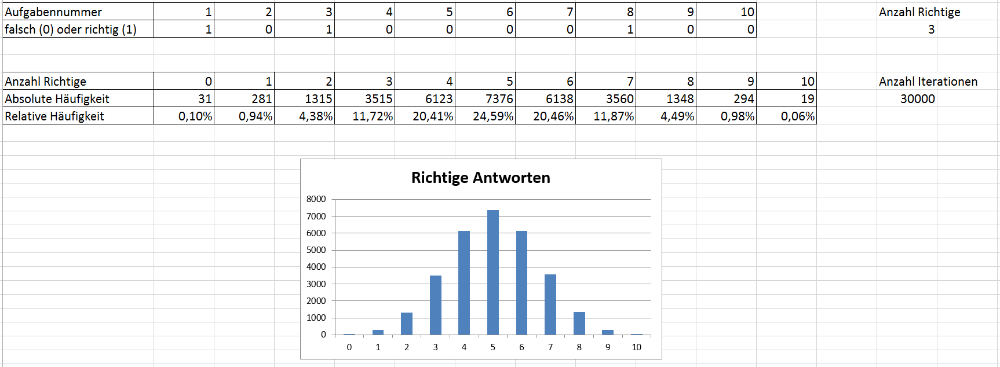 Aufgabennummer 1 2 3 4 5 6 7 8 9 10 Anzahl Richtige
falsch (0) oder richtig (1) 1 0 1 0 0 0 0 1 0 0 3
Anzahl Richtige 0 1 2 3 4 5 6 7 8 9 10 Anzahl Iterationen
Absolute Häufigkeit 31 281 1315 3515 6123 7376 6138 3560 1348 294 19 30000
Relative Häufigkeit 0,10% 0,94% 4,38% 11,72% 20,41% 24,59% 20,46% 11,87% 4,49% 0,98% 0,06%
Richtige Antworten
8000
7000
6000
5000
4000
3000
2000
1000
0
0 1 2 3 4 5 6 7 8 9 10